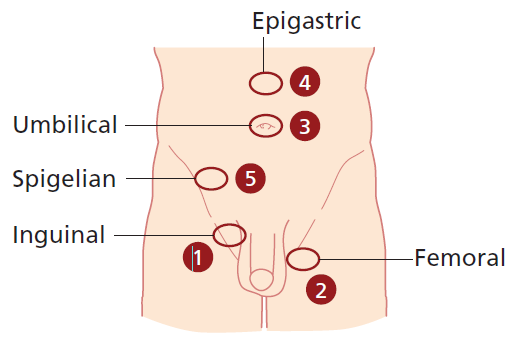 Epigastric
4
Umbilical
3
Spigelian
5
Inguinal
1
Femoral
2